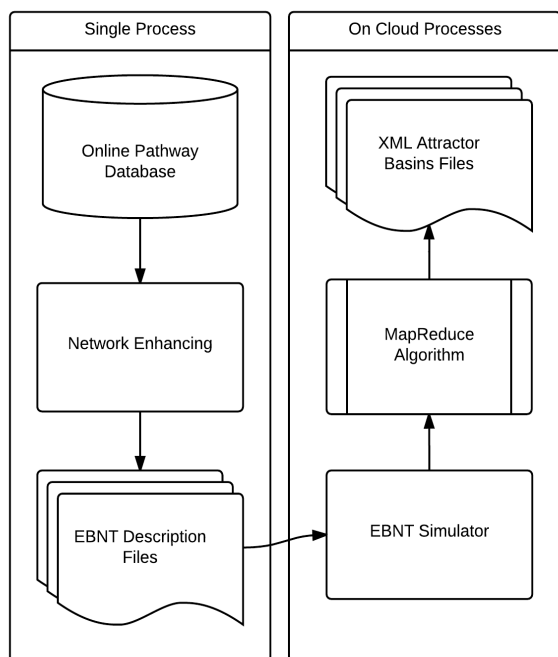 Single Process
Online Pathway
Database
Network Enhancing
EBNT Description
Files
On Cloud Processes
XML Attractor
Basins Files
MapReduce
Algorithm
EBNT Simulator